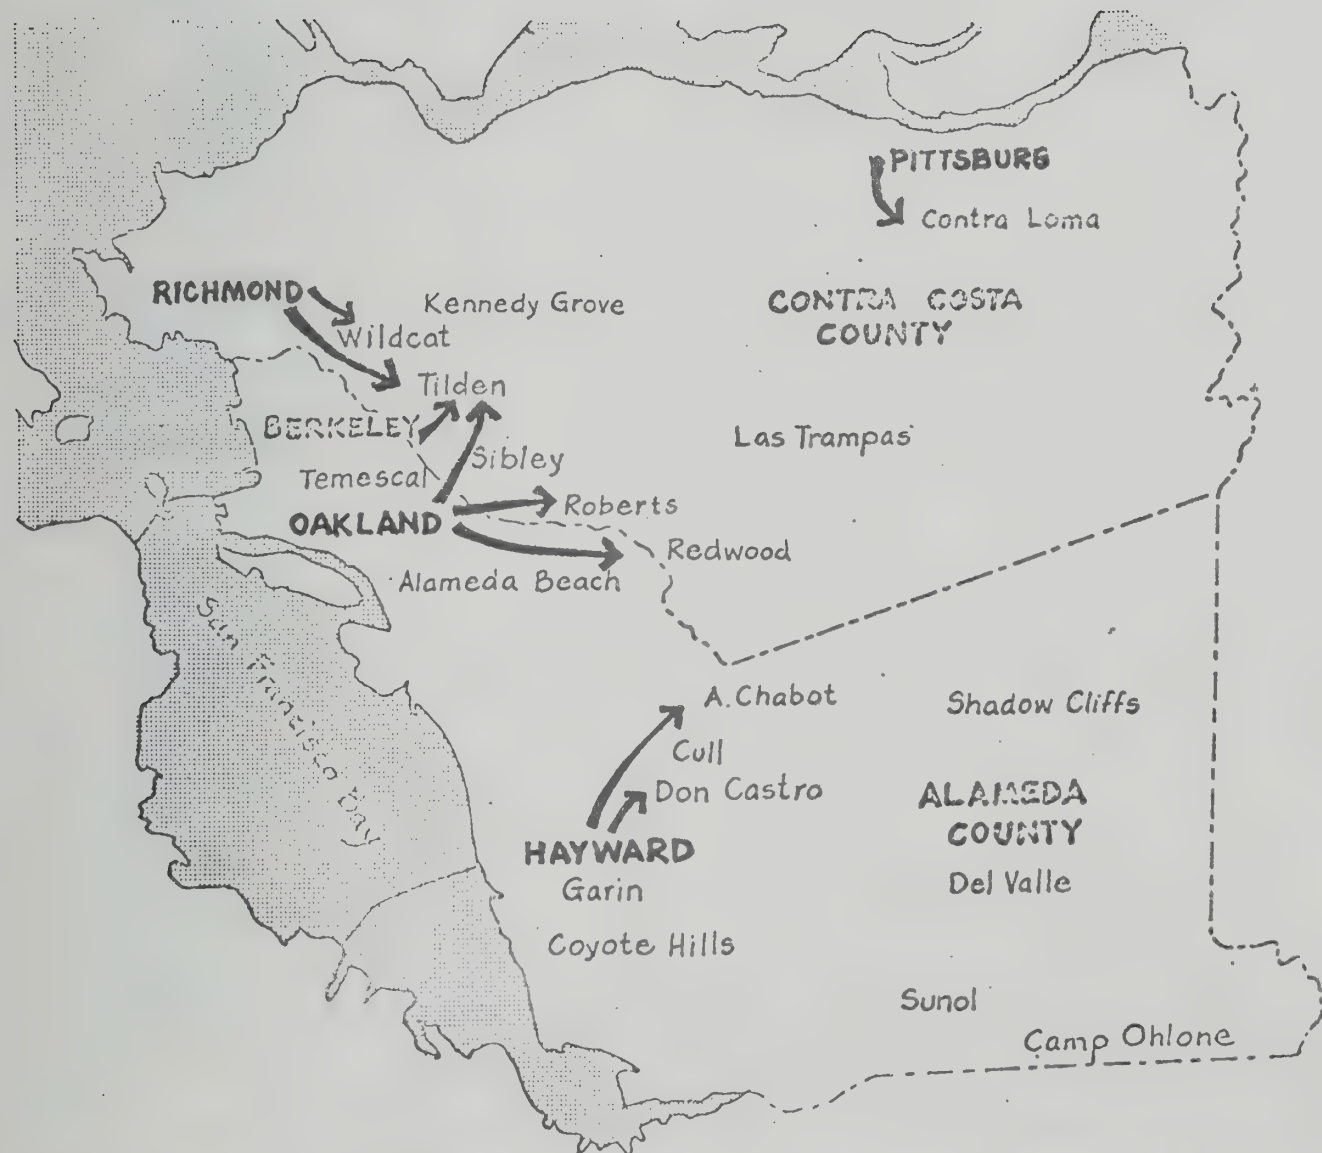 PITTSBURG
Contra Loma
RICHMOND
Kennedy Grove
CONTRA COSTA
COUNTY
Wildcat
Tilden
BERKELEY
Las Trampas
Sibley
Temescal
Roberts
OAKLAND
Redwood
Alameda Beach
San Francisco Bay
A. Chabot
Shadow Cliffs
Cull
Don Castro
ALAMEDA
COUNTY
HAYWARD
Garin
Del Valle
Coyote Hills
Sunol
Camp Ohlone